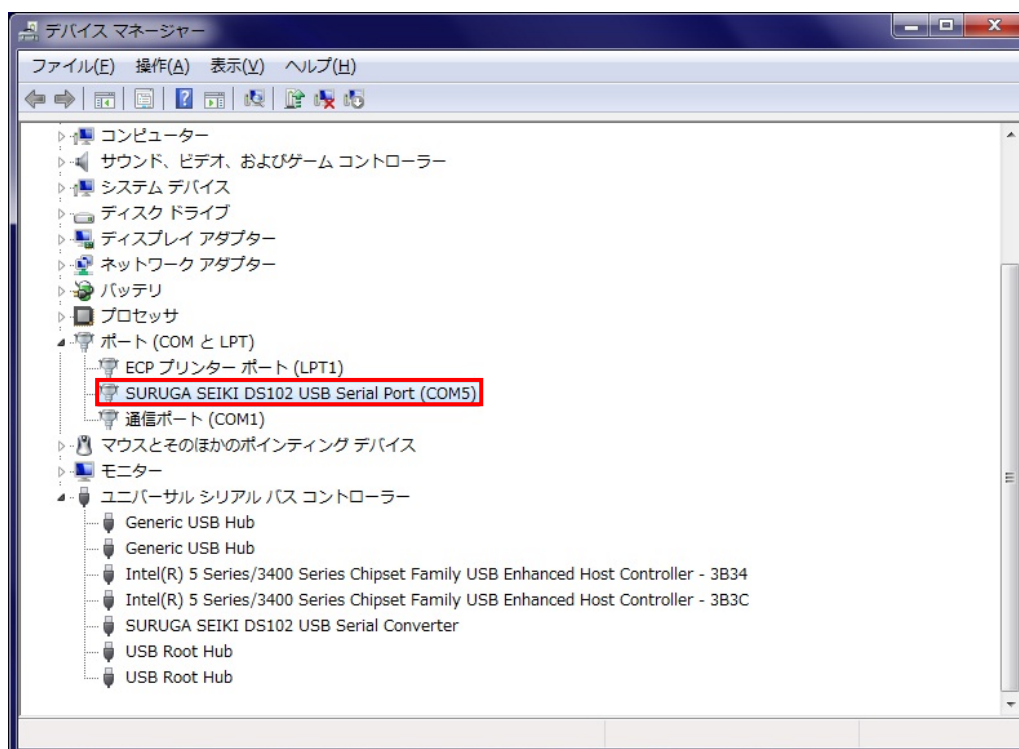 デバイス マネージャー
ファイル(F) 操作(A) 表示(V) ヘルプ(H)
コンピューター
サウンド、ビデオ、およびゲーム コントローラー
システム デバイス
ディスク ドライブ
ディスプレイ アダプター
ネットワーク アダプター
バッテリ
プロセッサ
ポート (COM と LPT)
ECP プリンター ポート (LPT1)
SURUGA SEIKI DS102 USB Serial Port (COM5)
通信ポート (COM1)
マウスとそのほかのポインティング デバイス
モニター
ユニバーサル シリアル バス コントローラー
Generic USB Hub
Generic USB Hub
Intel(R) 5 Series/3400 Series Chipset Family USB Enhanced Host Controller - 3B34
Intel(R) 5 Series/3400 Series Chipset Family USB Enhanced Host Controller - 3B3C
SURUGA SEIKI DS102 USB Serial Converter
USB Root Hub
USB Root Hub